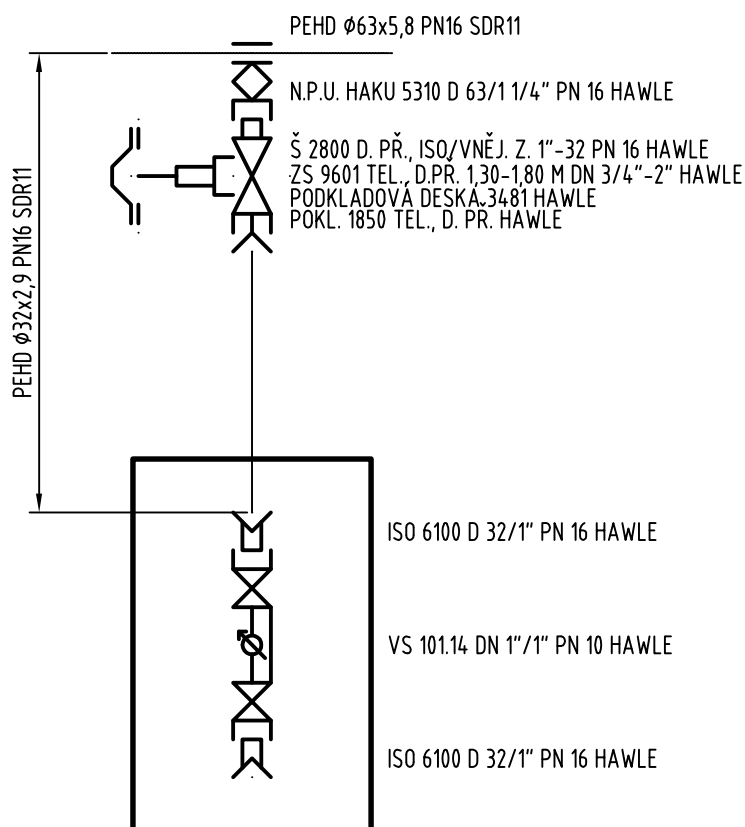 PEHD Ø63x5,8 PN16 SDR11
N.P.U. HAKU 5310 D 63/1 1/4" PN 16 HAWLE
Š 2800 D. PŘ., ISO/VNĚJ. Z. 1"-32 PN 16 HAWLE
ZS 9601 TEL., D.PŘ. 1,30-1,80 M DN 3/4"-2" HAWLE
PODKLADOVÁ DESKA 3481 HAWLE
POKL. 1850 TEL., D. PŘ. HAWLE
PEHD Ø32x2,9 PN16 SDR11
ISO 6100 D 32/1" PN 16 HAWLE
VS 101.14 DN 1"/1" PN 10 HAWLE
ISO 6100 D 32/1" PN 16 HAWLE